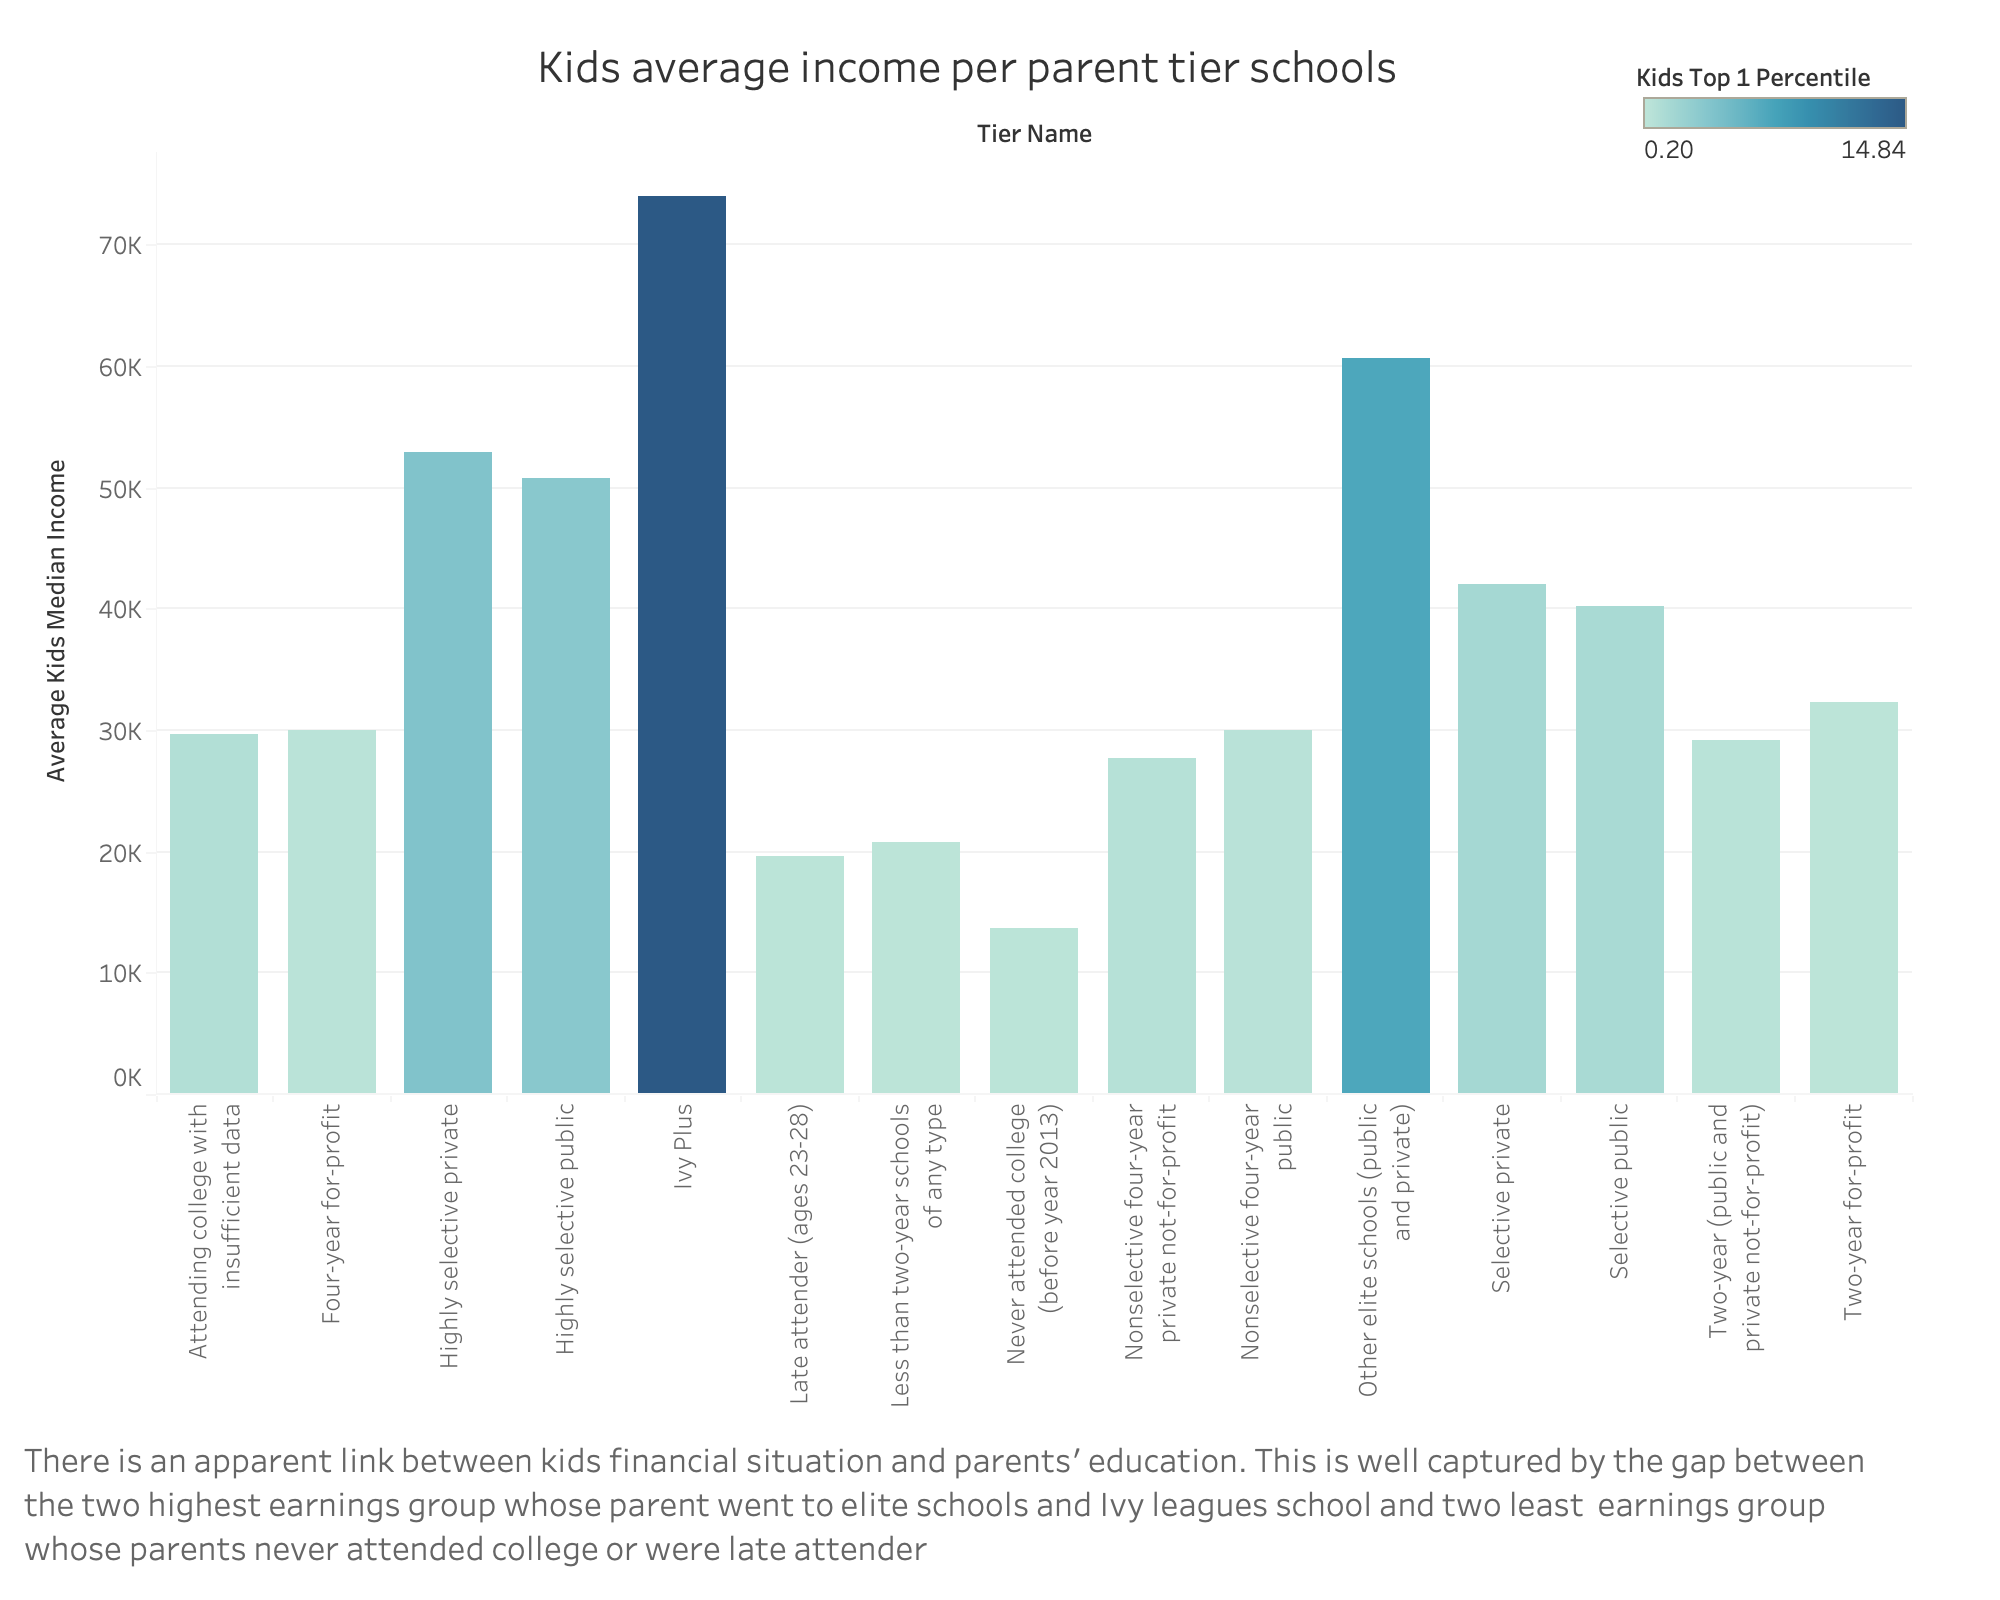 Kids average income per parent tier schools
Kids Top 1 Percentile
0.20 14.84
Tier Name
Average Kids Median Income
70K
60K
50K
40K
30K
20K
10K
0K
Attending college with
insufficient data
Four-year for-profit
Highly selective private
Highly selective public
Ivy Plus
Late attender (ages 23-28)
Less than two-year schools
of any type
Never attended college
(before year 2013)
Nonselective four-year
private not-for-profit
Nonselective four-year
public
Other elite schools (public
and private)
Selective private
Selective public
Two-year (public and
private not-for-profit)
Two-year for-profit
There is an apparent link between kids financial situation and parents’ education. This is well captured by the gap between
the two highest earnings group whose parent went to elite schools and Ivy leagues school and two least  earnings group
whose parents never attended college or were late attender